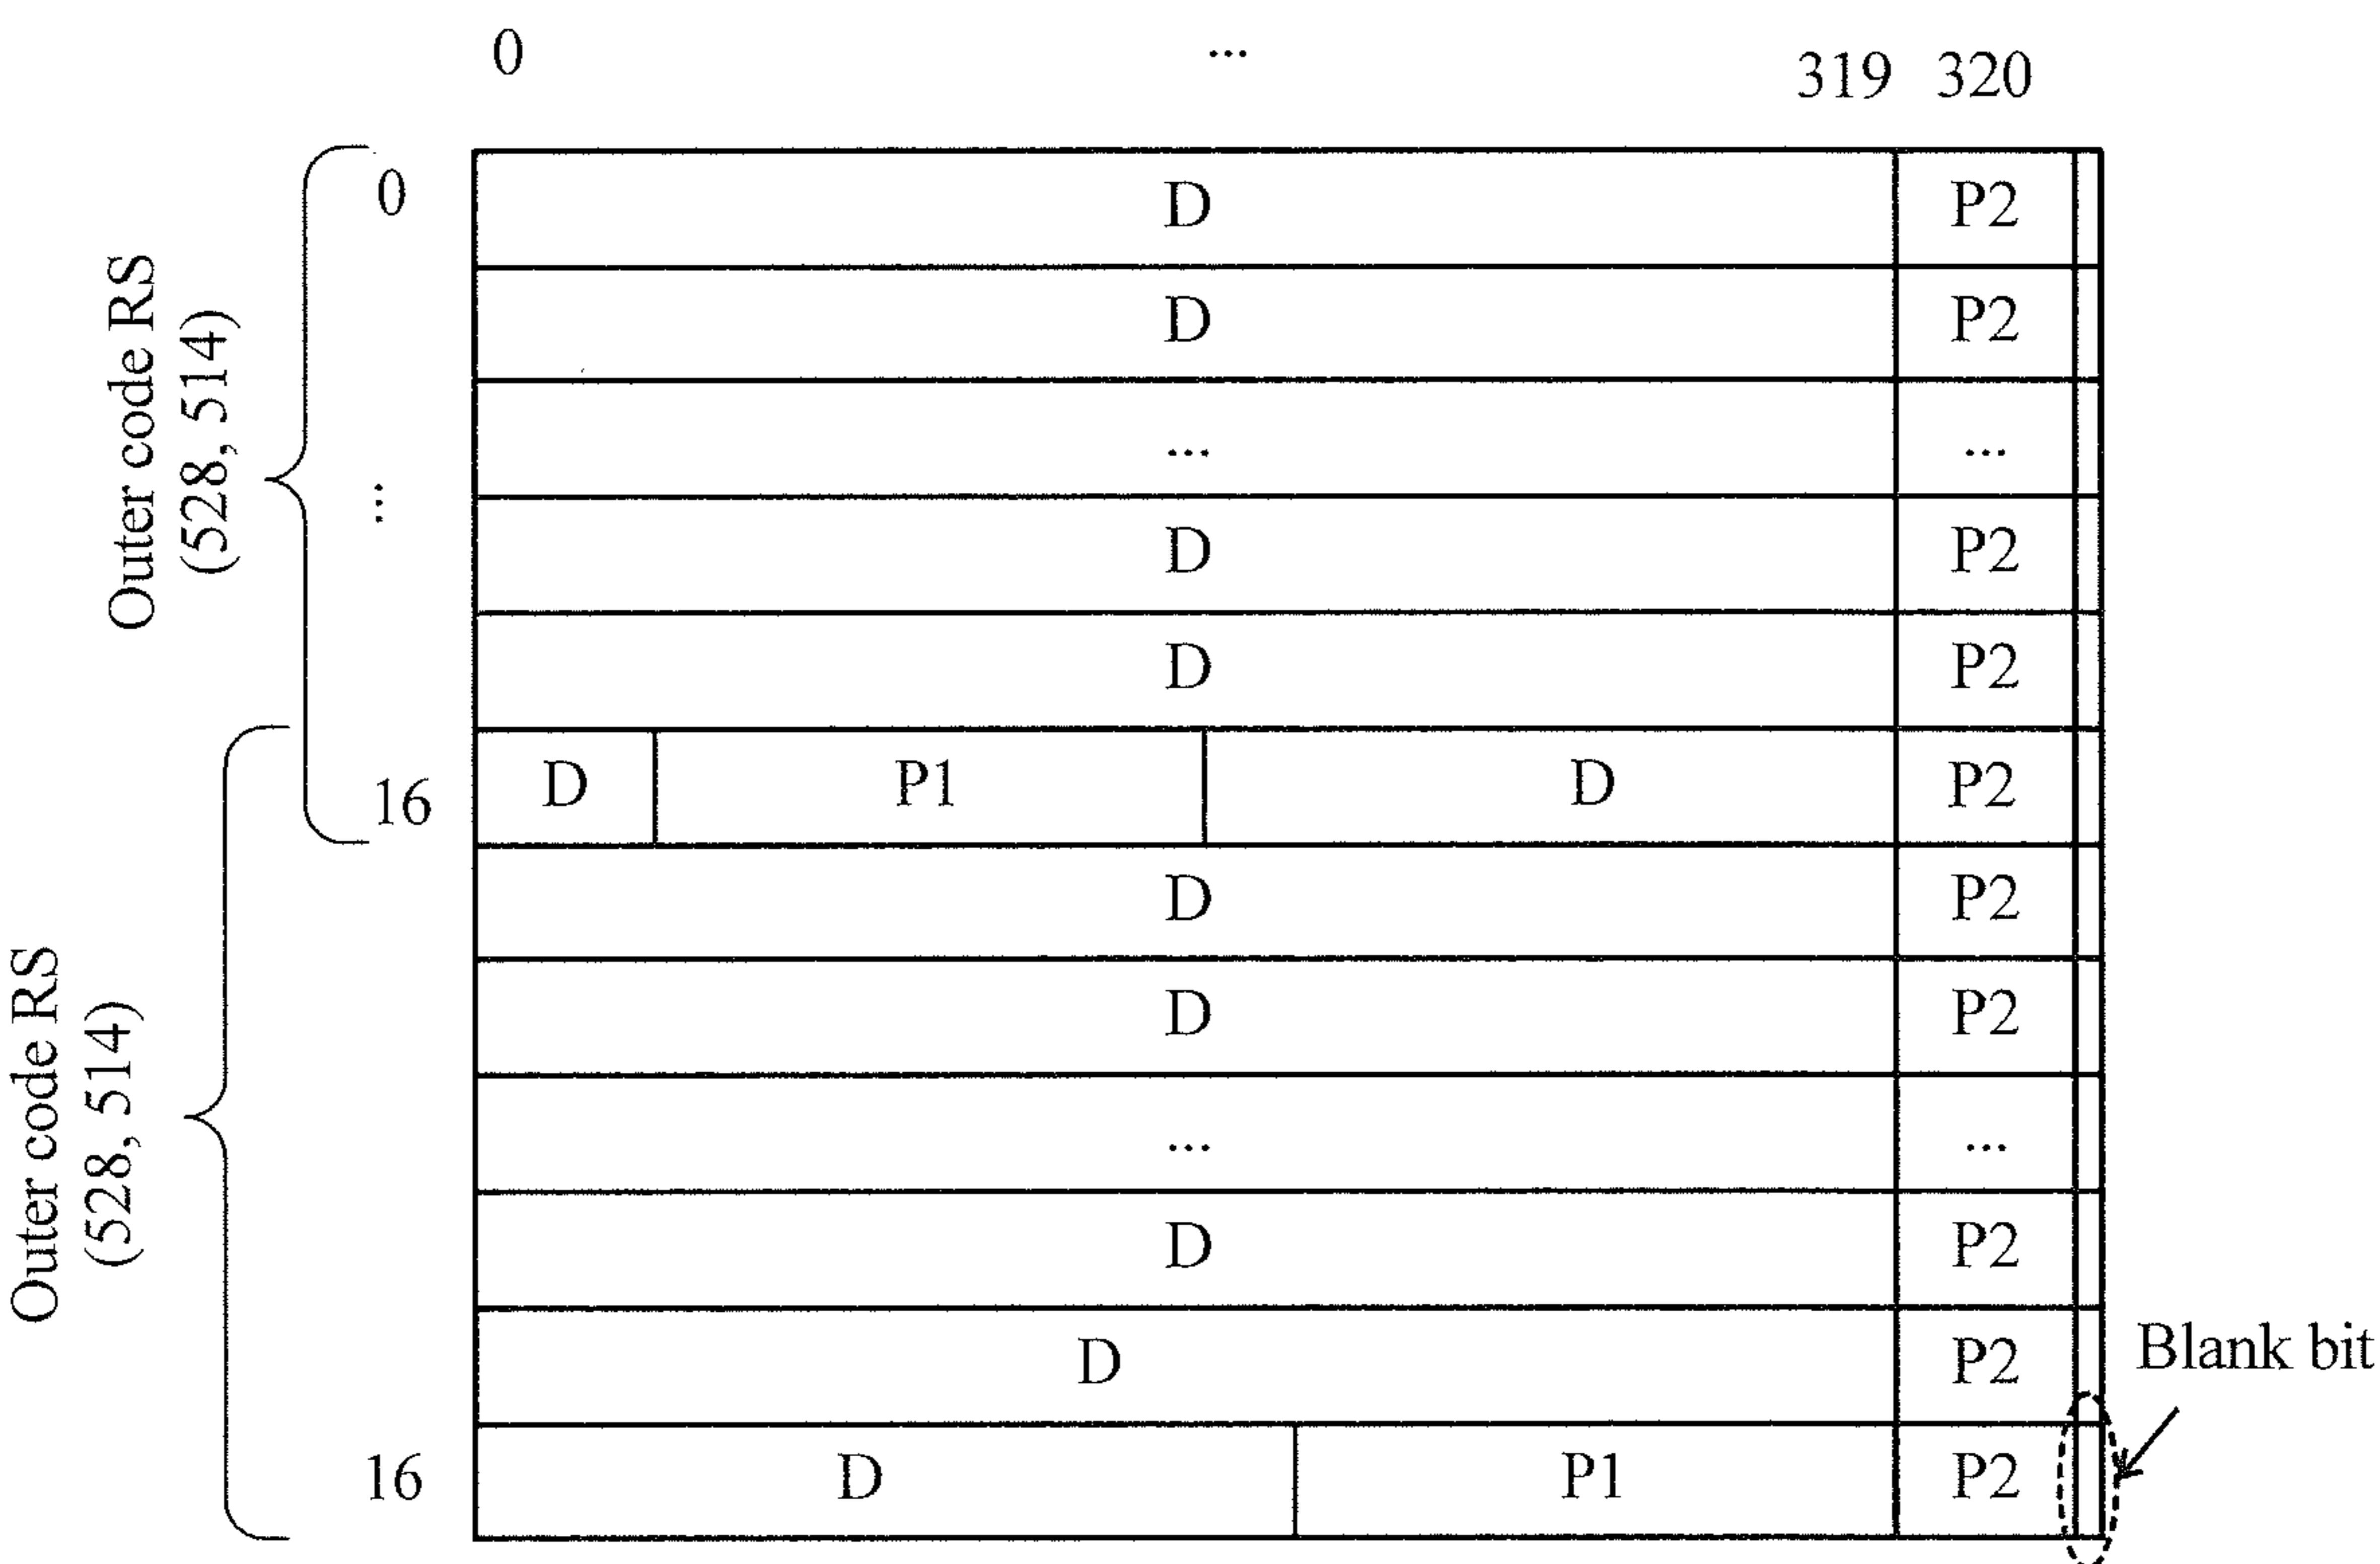 0 ... 319 320
Outer code RS
(528, 514)
0 D P2
D P2
... ...
...
D P2
D P2
16 D P1 D P2
Outer code RS
(528, 514)
D P2
D P2
... ...
D P2
D P2
Blank bit
16 D P1 P2